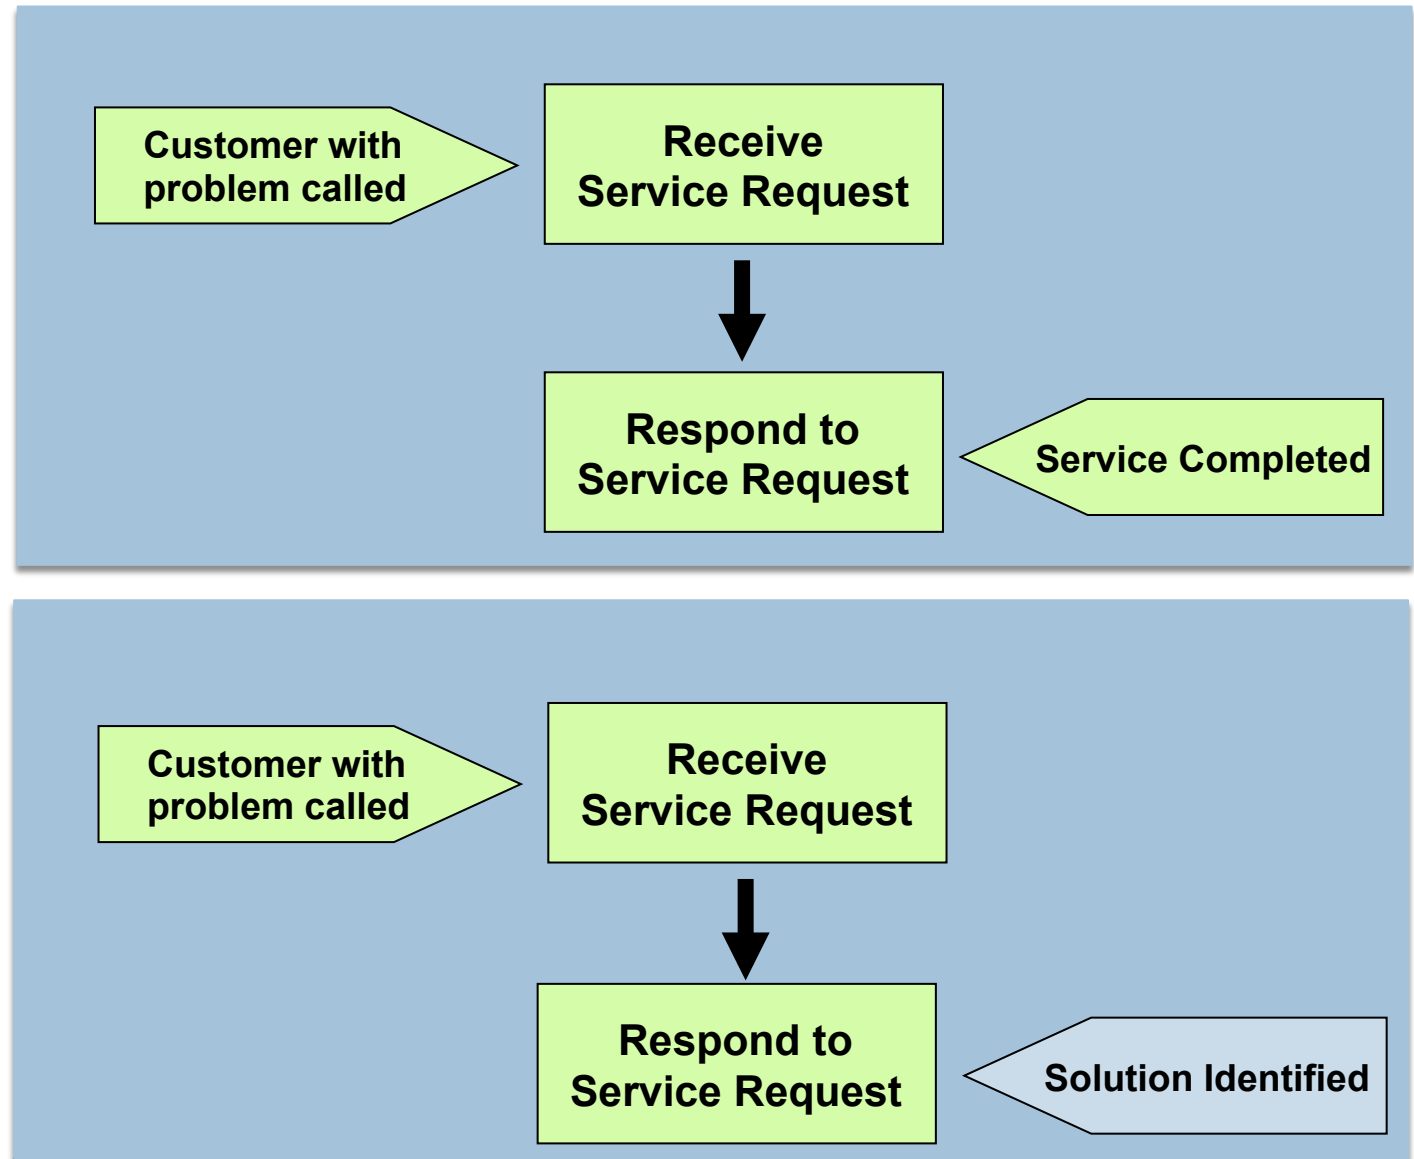 Customer with
problem called
Receive
Service Request
Respond to
Service Request
Service Completed
Customer with
problem called
Receive
Service Request
Respond to
Service Request
Solution Identified